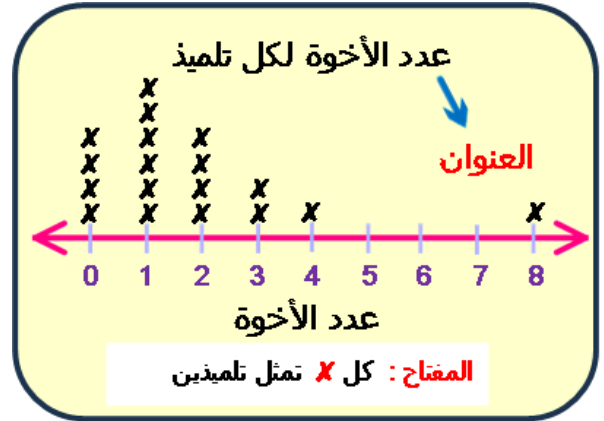 عدد الأخوة لكل تلميذ
العنوان
0 1 2 3 4 5 6 7 8
عدد الأخوة
المفتاح : كل ✗ تمثل تلميذين